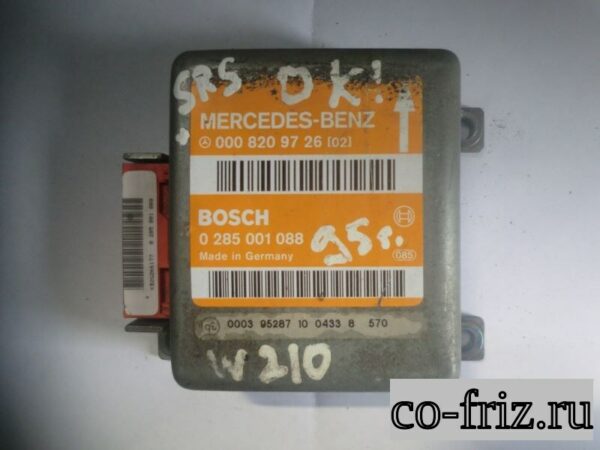 SRS OK!
MERCEDES-BENZ
000 820 97 26 [02]
BOSCH
0 285 001 088
95г.
Made in Germany
085
0003 95287 10 0433 8 570
W210
co-friz.ru